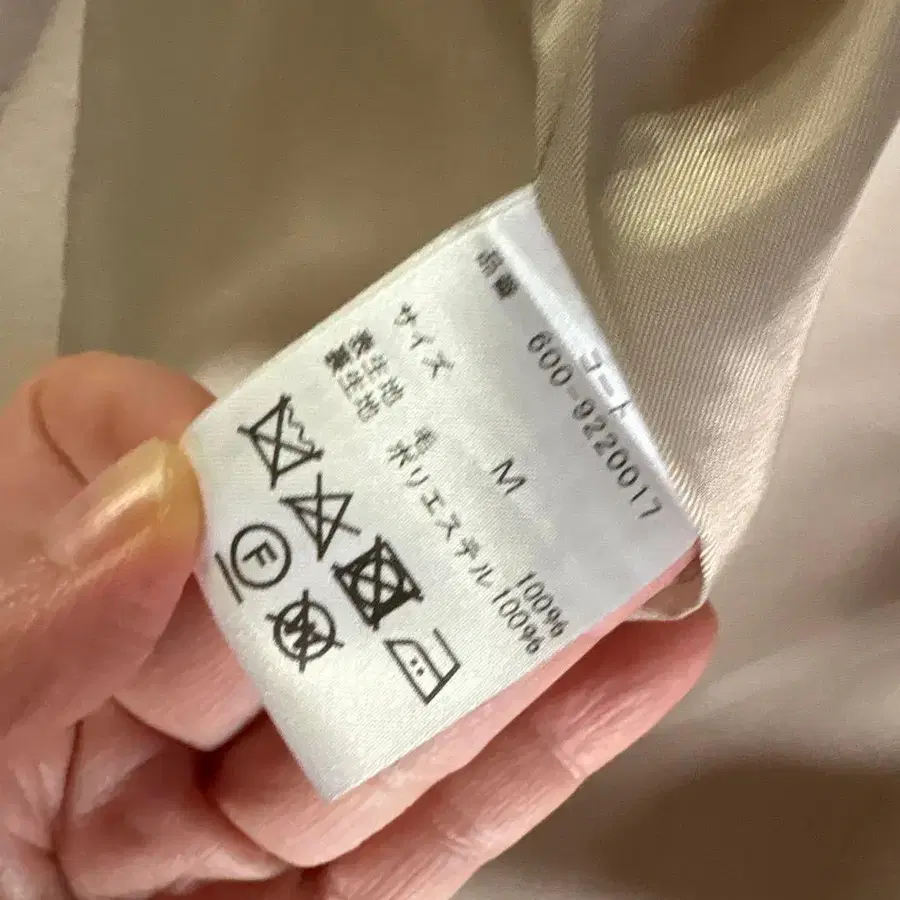 コート
品番 600-9220017
サイズ M
表生地 毛 100%
裏生地 ポリエステル 100%
F
W